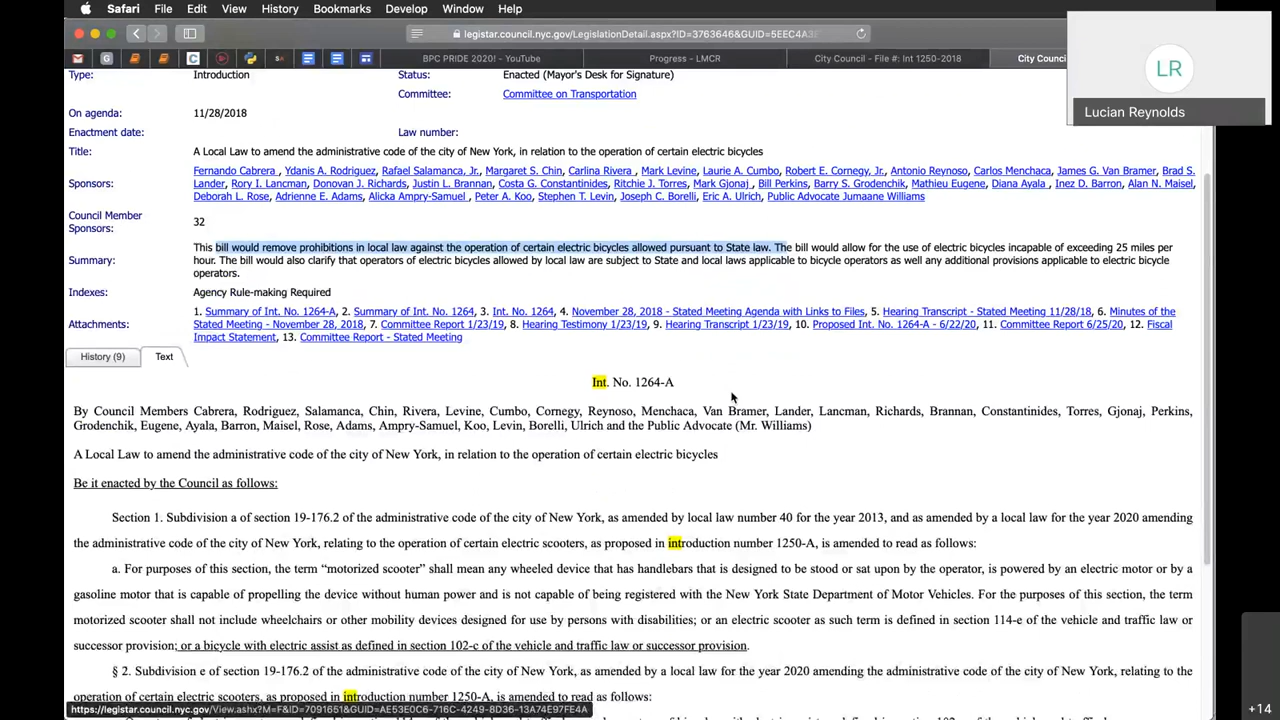 Safari File Edit View History Bookmarks Develop Window Help
legistar.council.nyc.gov/LegislationDetail.aspx?ID=3763646&GUID=5EEC4A3E
LR
Lucian Reynolds
BPC PRIDE 2020! - YouTube Progress - LMCR City Council - File #: Int 1250-2018 City Counci
Type: Introduction Status: Enacted (Mayor's Desk for Signature)
Committee: Committee on Transportation
On agenda: 11/28/2018
Enactment date: Law number:
Title: A Local Law to amend the administrative code of the city of New York, in relation to the operation of certain electric bicycles
Sponsors: Fernando Cabrera , Ydanis A. Rodriguez, Rafael Salamanca, Jr., Margaret S. Chin, Carlina Rivera , Mark Levine, Laurie A. Cumbo, Robert E. Cornegy, Jr., Antonio Reynoso, Carlos Menchaca, James G. Van Bramer, Brad S.
Lander, Rory I. Lancman, Donovan J. Richards, Justin L. Brannan, Costa G. Constantinides, Ritchie J. Torres, Mark Gjonaj , Bill Perkins, Barry S. Grodenchik, Mathieu Eugene, Diana Ayala , Inez D. Barron, Alan N. Maisel,
Deborah L. Rose, Adrienne E. Adams, Alicka Ampry-Samuel , Peter A. Koo, Stephen T. Levin, Joseph C. Borelli, Eric A. Ulrich, Public Advocate Jumaane Williams
Council Member
Sponsors: 32
Summary: This bill would remove prohibitions in local law against the operation of certain electric bicycles allowed pursuant to State law. The bill would allow for the use of electric bicycles incapable of exceeding 25 miles per
hour. The bill would also clarify that operators of electric bicycles allowed by local law are subject to State and local laws applicable to bicycle operators as well any additional provisions applicable to electric bicycle
operators.
Indexes: Agency Rule-making Required
Attachments: 1. Summary of Int. No. 1264-A, 2. Summary of Int. No. 1264, 3. Int. No. 1264, 4. November 28, 2018 - Stated Meeting Agenda with Links to Files, 5. Hearing Transcript - Stated Meeting 11/28/18, 6. Minutes of the
Stated Meeting - November 28, 2018, 7. Committee Report 1/23/19, 8. Hearing Testimony 1/23/19, 9. Hearing Transcript 1/23/19, 10. Proposed Int. No. 1264-A - 6/22/20, 11. Committee Report 6/25/20, 12. Fiscal
Impact Statement, 13. Committee Report - Stated Meeting
History (9) Text
Int. No. 1264-A
By Council Members Cabrera, Rodriguez, Salamanca, Chin, Rivera, Levine, Cumbo, Cornegy, Reynoso, Menchaca, Van Bramer, Lander, Lancman, Richards, Brannan, Constantinides, Torres, Gjonaj, Perkins,
Grodenchik, Eugene, Ayala, Barron, Maisel, Rose, Adams, Ampry-Samuel, Koo, Levin, Borelli, Ulrich and the Public Advocate (Mr. Williams)
A Local Law to amend the administrative code of the city of New York, in relation to the operation of certain electric bicycles
Be it enacted by the Council as follows:
Section 1. Subdivision a of section 19-176.2 of the administrative code of the city of New York, as amended by local law number 40 for the year 2013, and as amended by a local law for the year 2020 amending
the administrative code of the city of New York, relating to the operation of certain electric scooters, as proposed in introduction number 1250-A, is amended to read as follows:
a. For purposes of this section, the term “motorized scooter” shall mean any wheeled device that has handlebars that is designed to be stood or sat upon by the operator, is powered by an electric motor or by a
gasoline motor that is capable of propelling the device without human power and is not capable of being registered with the New York State Department of Motor Vehicles. For the purposes of this section, the term
motorized scooter shall not include wheelchairs or other mobility devices designed for use by persons with disabilities; or an electric scooter as such term is defined in section 114-e of the vehicle and traffic law or
successor provision; or a bicycle with electric assist as defined in section 102-c of the vehicle and traffic law or successor provision.
§ 2. Subdivision e of section 19-176.2 of the administrative code of the city of New York, as amended by a local law for the year 2020 amending the administrative code of the city of New York, relating to the
operation of certain electric scooters, as proposed in introduction number 1250-A, is amended to read as follows:
https://legistar.council.nyc.gov/View.ashx?M=F&ID=7091651&GUID=AE53E0C6-716C-4249-8D36-13A74E97FE4A
+14